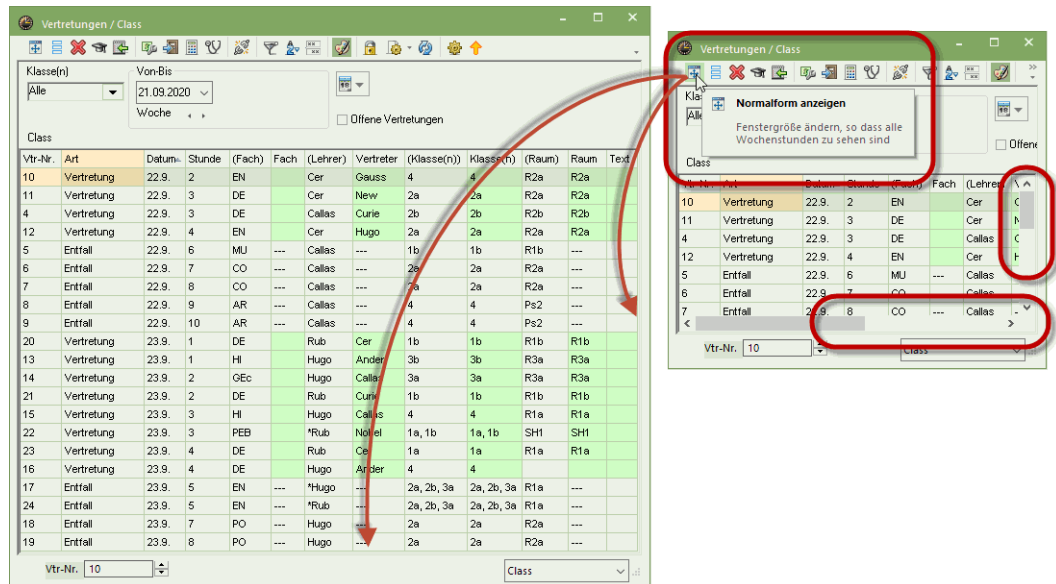 Vertretungen / Class
Klasse(n)
Von-Bis
Alle
21.09.2020
Woche
Offene Vertretungen
Class
Vtr-Nr. Art Datum Stunde (Fach) Fach (Lehrer) Vertreter (Klasse(n)) Klasse(n) (Raum) Raum Text
10 Vertretung 22.9. 2 EN Cer Gauss 4 4 R2a R2a
11 Vertretung 22.9. 3 DE Cer New 2a 2a R2a R2a
4 Vertretung 22.9. 3 DE Callas Curie 2b 2b R2b R2b
12 Vertretung 22.9. 4 EN Cer Hugo 2a 2a R2a R2a
5 Entfall 22.9. 6 MU --- Callas --- 1b 1b R1b ---
6 Entfall 22.9. 7 CO --- Callas --- 2a 2a R2a ---
7 Entfall 22.9. 8 CO --- Callas --- 2a 2a R2a ---
8 Entfall 22.9. 9 AR --- Callas --- 4 4 Ps2 ---
9 Entfall 22.9. 10 AR --- Callas --- 4 4 Ps2 ---
20 Vertretung 23.9. 1 DE Rub Cer 1b 1b R1b R1b
13 Vertretung 23.9. 1 HI Hugo Ander 3b 3b R3a R3a
14 Vertretung 23.9. 2 GEc Hugo Callas 3a 3a R3a R3a
21 Vertretung 23.9. 2 DE Rub Curie 1b 1b R1b R1b
15 Vertretung 23.9. 3 HI Hugo Callas 4 4 R1a R1a
22 Vertretung 23.9. 3 PEB *Rub Nobel 1a, 1b 1a, 1b SH1 SH1
23 Vertretung 23.9. 4 DE Rub Cer 1a 1a R1a R1a
16 Vertretung 23.9. 4 DE Hugo Ander 4 4
17 Entfall 23.9. 5 EN --- *Hugo --- 2a, 2b, 3a 2a, 2b, 3a R1a ---
24 Entfall 23.9. 5 EN --- *Rub --- 2a, 2b, 3a 2a, 2b, 3a R1a ---
18 Entfall 23.9. 7 PO --- Hugo --- 2a 2a R2a ---
19 Entfall 23.9. 8 PO --- Hugo --- 2a 2a R2a ---
Vtr-Nr. 10
Class
Vertretungen / Class
Normalform anzeigen
Fenstergröße ändern, so dass alle
Wochenstunden zu sehen sind
Offene
Class
Vtr-Nr. Art Datum Stunde (Fach) Fach (Lehrer)
10 Vertretung 22.9. 2 EN Cer
11 Vertretung 22.9. 3 DE Cer
4 Vertretung 22.9. 3 DE Callas
12 Vertretung 22.9. 4 EN Cer
5 Entfall 22.9. 6 MU --- Callas
6 Entfall 22.9. 7 CO --- Callas
7 Entfall 22.9. 8 CO --- Callas
Vtr-Nr. 10
Class